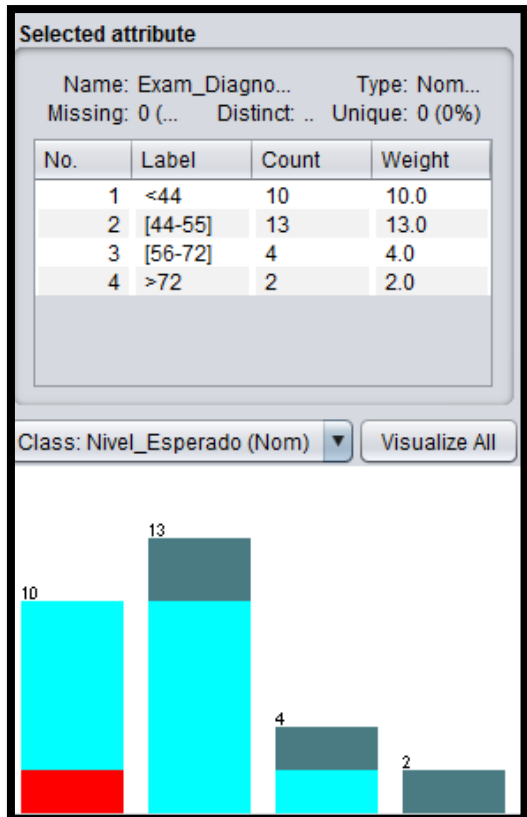 Selected attribute
Name: Exam_Diagno... Type: Nom...
Missing: 0 (... Distinct: .. Unique: 0 (0%)
No. Label Count Weight
1 <44 10 10.0
2 [44-55] 13 13.0
3 [56-72] 4 4.0
4 >72 2 2.0
Class: Nivel_Esperado (Nom) Visualize All
13
10
4
2